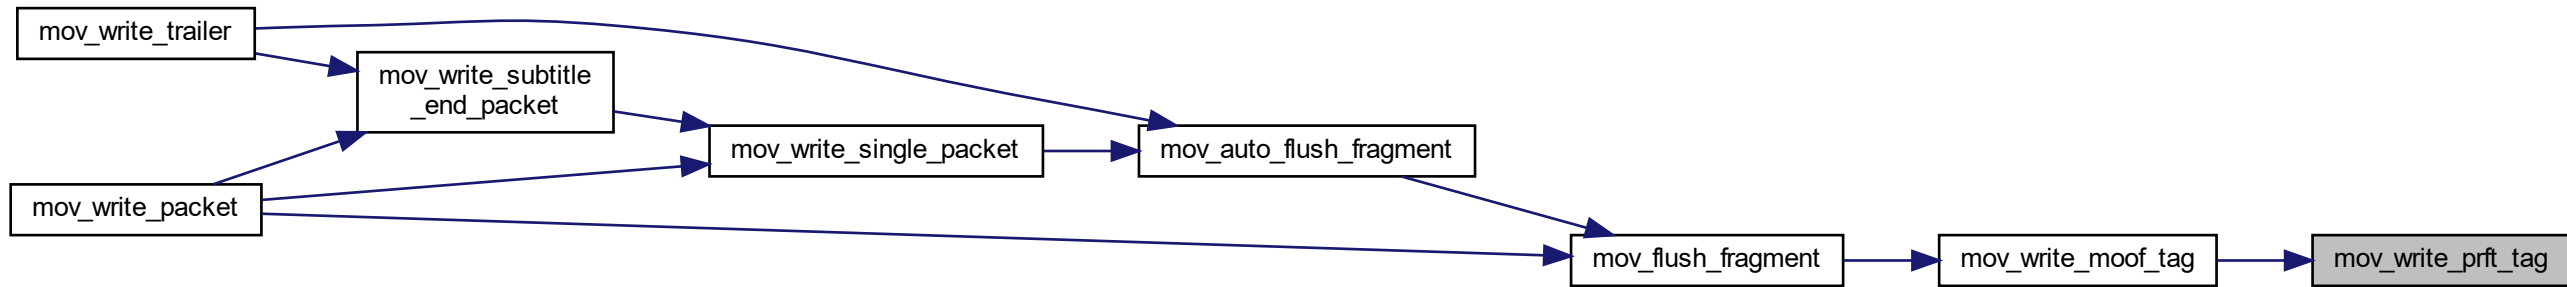 mov_write_trailer
mov_write_subtitle
_end_packet
mov_write_single_packet
mov_auto_flush_fragment
mov_write_packet
mov_flush_fragment
mov_write_moof_tag
mov_write_prft_tag